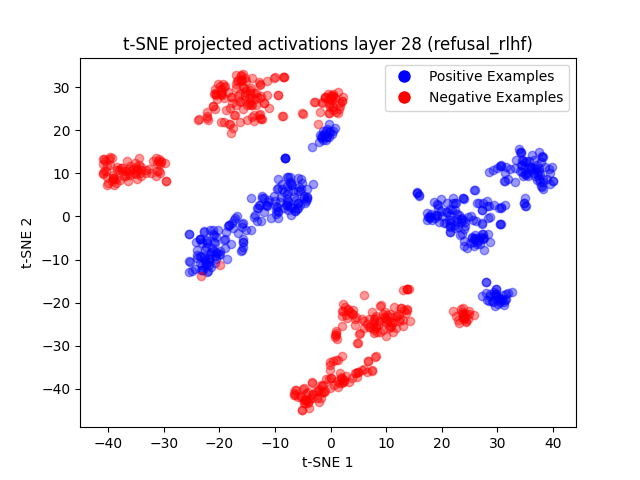 t-SNE projected activations layer 28 (refusal_rlhf)
Positive Examples
Negative Examples
30
20
10
0
−10
−20
−30
−40
t-SNE 2
−40 −30 −20 −10 0 10 20 30 40
t-SNE 1